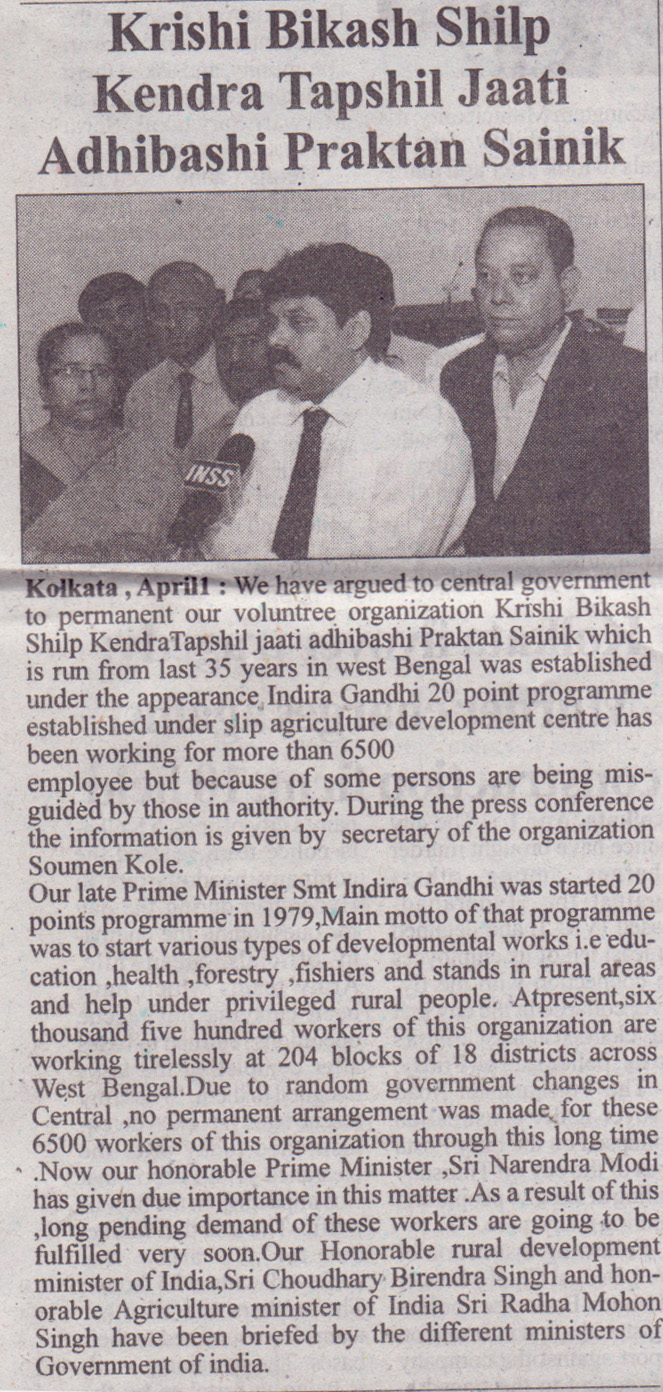 Krishi Bikash Shilp
Kendra Tapshil Jaati
Adhibashi Praktan Sainik
INSS
Kolkata , April1 : We have argued to central government
to permanent our voluntree organization Krishi Bikash
Shilp KendraTapshil jaati adhibashi Praktan Sainik which
is run from last 35 years in west Bengal was established
under the appearance Indira Gandhi 20 point programme
established under slip agriculture development centre has
been working for more than 6500
employee but because of some persons are being mis-
guided by those in authority. During the press conference
the information is given by secretary of the organization
Soumen Kole.
Our late Prime Minister Smt Indira Gandhi was started 20
points programme in 1979,Main motto of that programme
was to start various types of developmental works i.e edu-
cation ,health ,forestry ,fishiers and stands in rural areas
and help under privileged rural people. Atpresent,six
thousand five hundred workers of this organization are
working tirelessly at 204 blocks of 18 districts across
West Bengal.Due to random government changes in
Central ,no permanent arrangement was made for these
6500 workers of this organization through this long time
.Now our honorable Prime Minister ,Sri Narendra Modi
has given due importance in this matter .As a result of this
,long pending demand of these workers are going to be
fulfilled very soon.Our Honorable rural development
minister of India,Sri Choudhary Birendra Singh and hon-
orable Agriculture minister of India Sri Radha Mohon
Singh have been briefed by the different ministers of
Government of india.